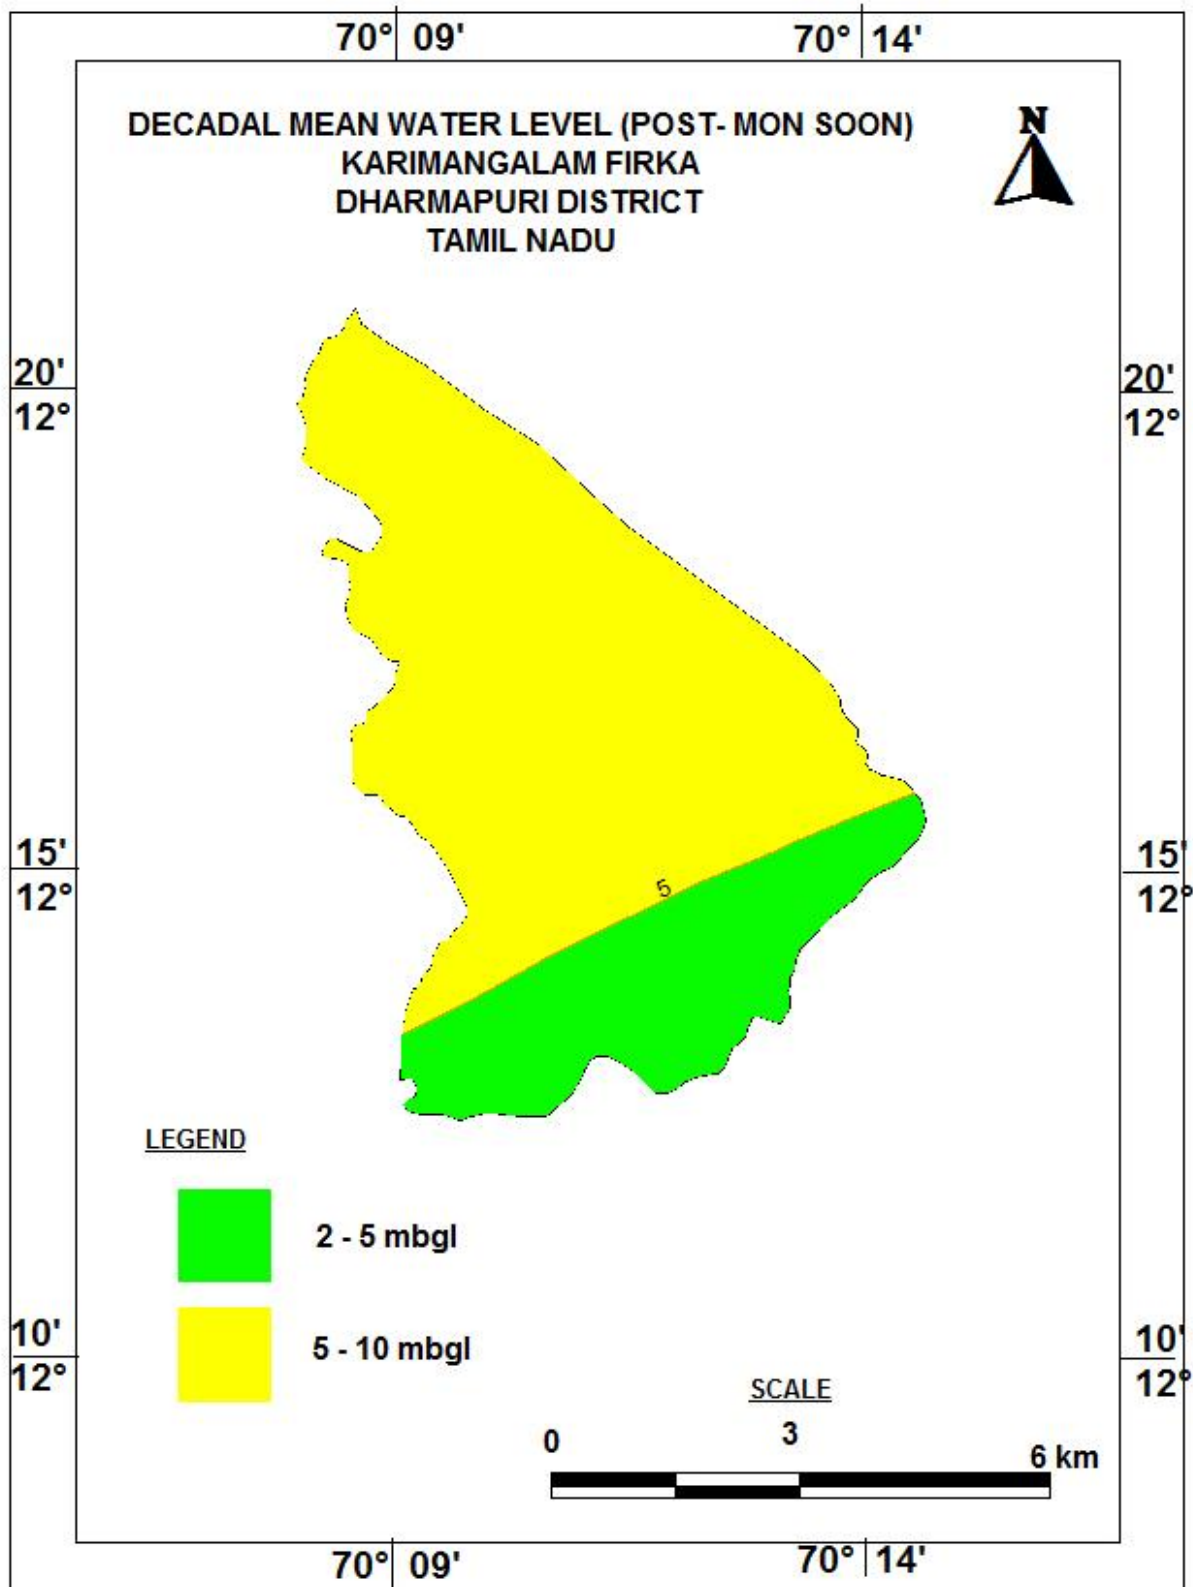 70° 09'
70° 14'
DECADAL MEAN WATER LEVEL (POST- MON SOON)
KARIMANGALAM FIRKA
DHARMAPURI DISTRICT
TAMIL NADU
N
20'
12°
20'
12°
15'
12°
15'
12°
5
LEGEND
2 - 5 mbgl
5 - 10 mbgl
10'
12°
10'
12°
SCALE
0 3 6 km
70° 09'
70° 14'